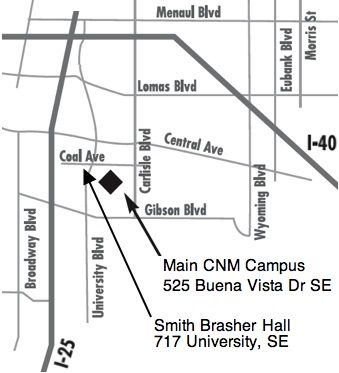 Menaul Blvd
Morris St
Eubank Blvd
Lomas Blvd
Central Ave
I-40
Coal Ave
Carlisle Blvd
Wyoming Blvd
Gibson Blvd
Broadway Blvd
University Blvd
Main CNM Campus
525 Buena Vista Dr SE
Smith Brasher Hall
717 University, SE
I-25